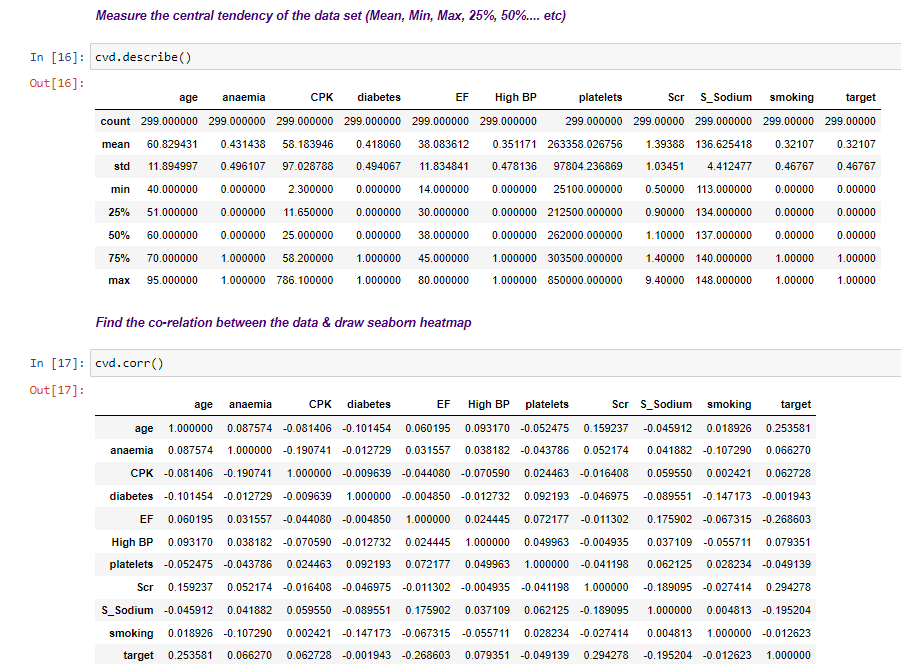 Measure the central tendency of the data set (Mean, Min, Max, 25%, 50%.... etc)
In [16]: cvd.describe()
Out[16]:
age anaemia CPK diabetes EF High BP platelets Scr S_Sodium smoking target
count 299.000000 299.000000 299.000000 299.000000 299.000000 299.000000 299.000000 299.00000 299.000000 299.00000 299.00000
mean 60.829431 0.431438 58.183946 0.418060 38.083612 0.351171 263358.026756 1.39388 136.625418 0.32107 0.32107
std 11.894997 0.496107 97.028788 0.494067 11.834841 0.478136 97804.236869 1.03451 4.412477 0.46767 0.46767
min 40.000000 0.000000 2.300000 0.000000 14.000000 0.000000 25100.000000 0.50000 113.000000 0.00000 0.00000
25% 51.000000 0.000000 11.650000 0.000000 30.000000 0.000000 212500.000000 0.90000 134.000000 0.00000 0.00000
50% 60.000000 0.000000 25.000000 0.000000 38.000000 0.000000 262000.000000 1.10000 137.000000 0.00000 0.00000
75% 70.000000 1.000000 58.200000 1.000000 45.000000 1.000000 303500.000000 1.40000 140.000000 1.00000 1.00000
max 95.000000 1.000000 786.100000 1.000000 80.000000 1.000000 850000.000000 9.40000 148.000000 1.00000 1.00000
Find the co-relation between the data & draw seaborn heatmap
In [17]: cvd.corr()
Out[17]:
age anaemia CPK diabetes EF High BP platelets Scr S_Sodium smoking target
age 1.000000 0.087574 -0.081406 -0.101454 0.060195 0.093170 -0.052475 0.159237 -0.045912 0.018926 0.253581
anaemia 0.087574 1.000000 -0.190741 -0.012729 0.031557 0.038182 -0.043786 0.052174 0.041882 -0.107290 0.066270
CPK -0.081406 -0.190741 1.000000 -0.009639 -0.044080 -0.070590 0.024463 -0.016408 0.059550 0.002421 0.062728
diabetes -0.101454 -0.012729 -0.009639 1.000000 -0.004850 -0.012732 0.092193 -0.046975 -0.089551 -0.147173 -0.001943
EF 0.060195 0.031557 -0.044080 -0.004850 1.000000 0.024445 0.072177 -0.011302 0.175902 -0.067315 -0.268603
High BP 0.093170 0.038182 -0.070590 -0.012732 0.024445 1.000000 0.049963 -0.004935 0.037109 -0.055711 0.079351
platelets -0.052475 -0.043786 0.024463 0.092193 0.072177 0.049963 1.000000 -0.041198 0.062125 0.028234 -0.049139
Scr 0.159237 0.052174 -0.016408 -0.046975 -0.011302 -0.004935 -0.041198 1.000000 -0.189095 -0.027414 0.294278
S_Sodium -0.045912 0.041882 0.059550 -0.089551 0.175902 0.037109 0.062125 -0.189095 1.000000 0.004813 -0.195204
smoking 0.018926 -0.107290 0.002421 -0.147173 -0.067315 -0.055711 0.028234 -0.027414 0.004813 1.000000 -0.012623
target 0.253581 0.066270 0.062728 -0.001943 -0.268603 0.079351 -0.049139 0.294278 -0.195204 -0.012623 1.000000